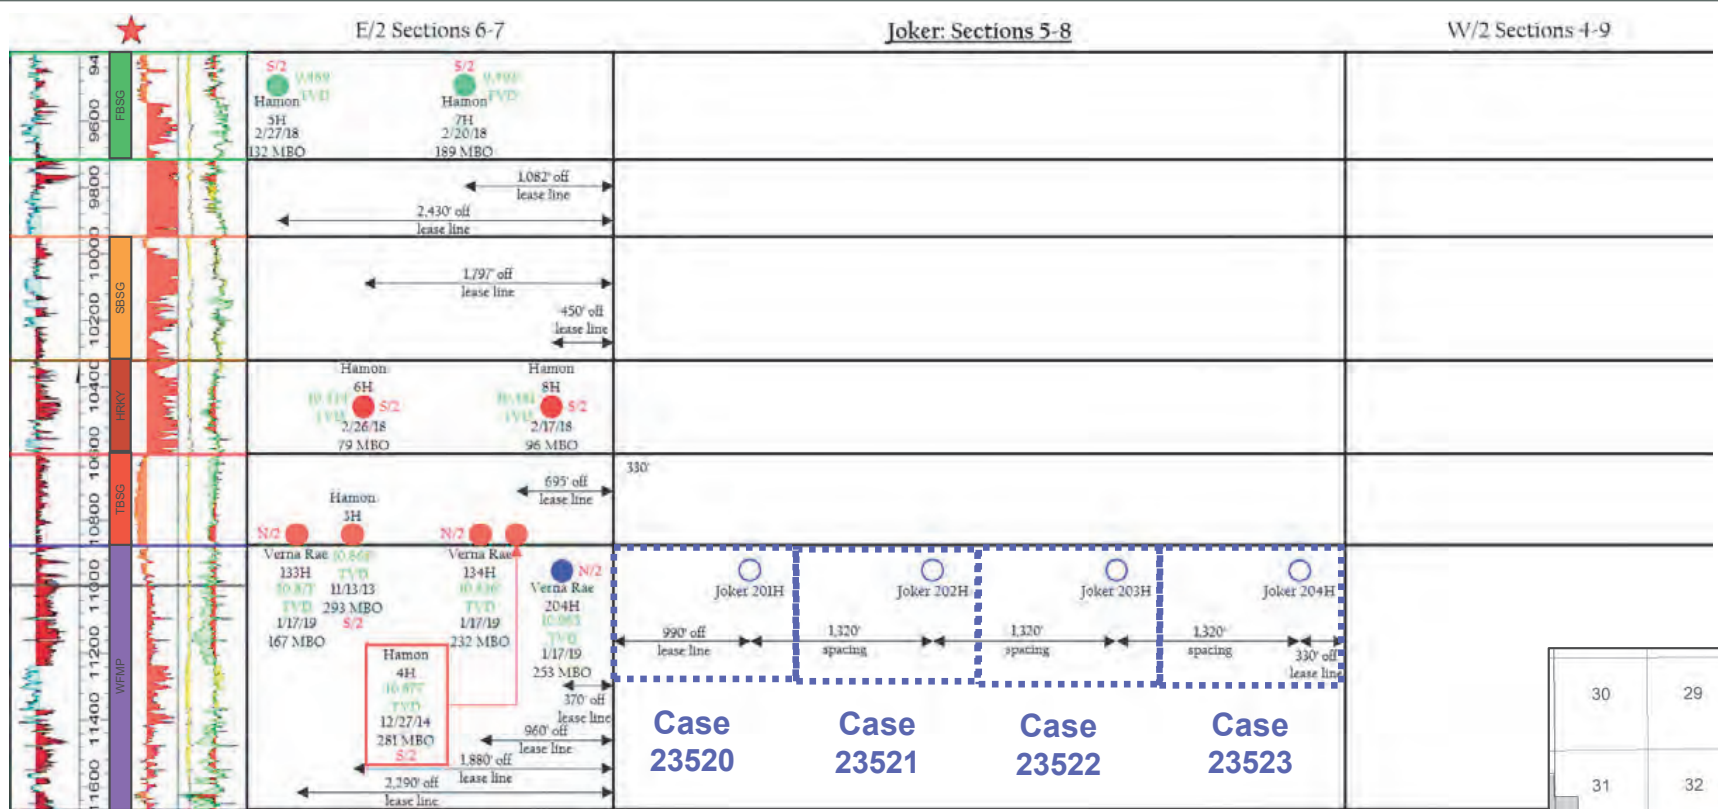 E/2 Sections 6-7
Joker: Sections 5-8
W/2 Sections 4-9
94
9600
9800
10000
10200
10400
10600
10800
11000
11200
11400
11600
FBSG
SBSG
HRKY
TBSG
WFMP
S/2
TVD
Hamon
5H
2/27/18
132 MBO
S/2
TVD
Hamon
7H
2/20/18
189 MBO
1,082' off
lease line
2,430' off
lease line
1,797' off
lease line
450' off
lease line
Hamon
6H
S/2
TVD
2/26/18
79 MBO
Hamon
8H
S/2
TVD
2/17/18
96 MBO
695' off
lease line
330'
Hamon
3H
N/2
N/2
Verna Rae
133H
TVD
1/17/19
167 MBO
TVD
11/13/13
293 MBO
S/2
Verna Rae
134H
TVD
1/17/19
232 MBO
N/2
Verna Rae
204H
TVD
1/17/19
253 MBO
Hamon
4H
10,877'
TVD
12/27/14
281 MBO
S/2
370' off
lease line
960' off
lease line
1,880' off
lease line
2,290' off
lease line
Joker 201H
Joker 202H
Joker 203H
Joker 204H
990' off
lease line
1,320'
spacing
1,320'
spacing
1,320'
spacing
330' off
lease line
Case
23520
Case
23521
Case
23522
Case
23523
30
29
31
32